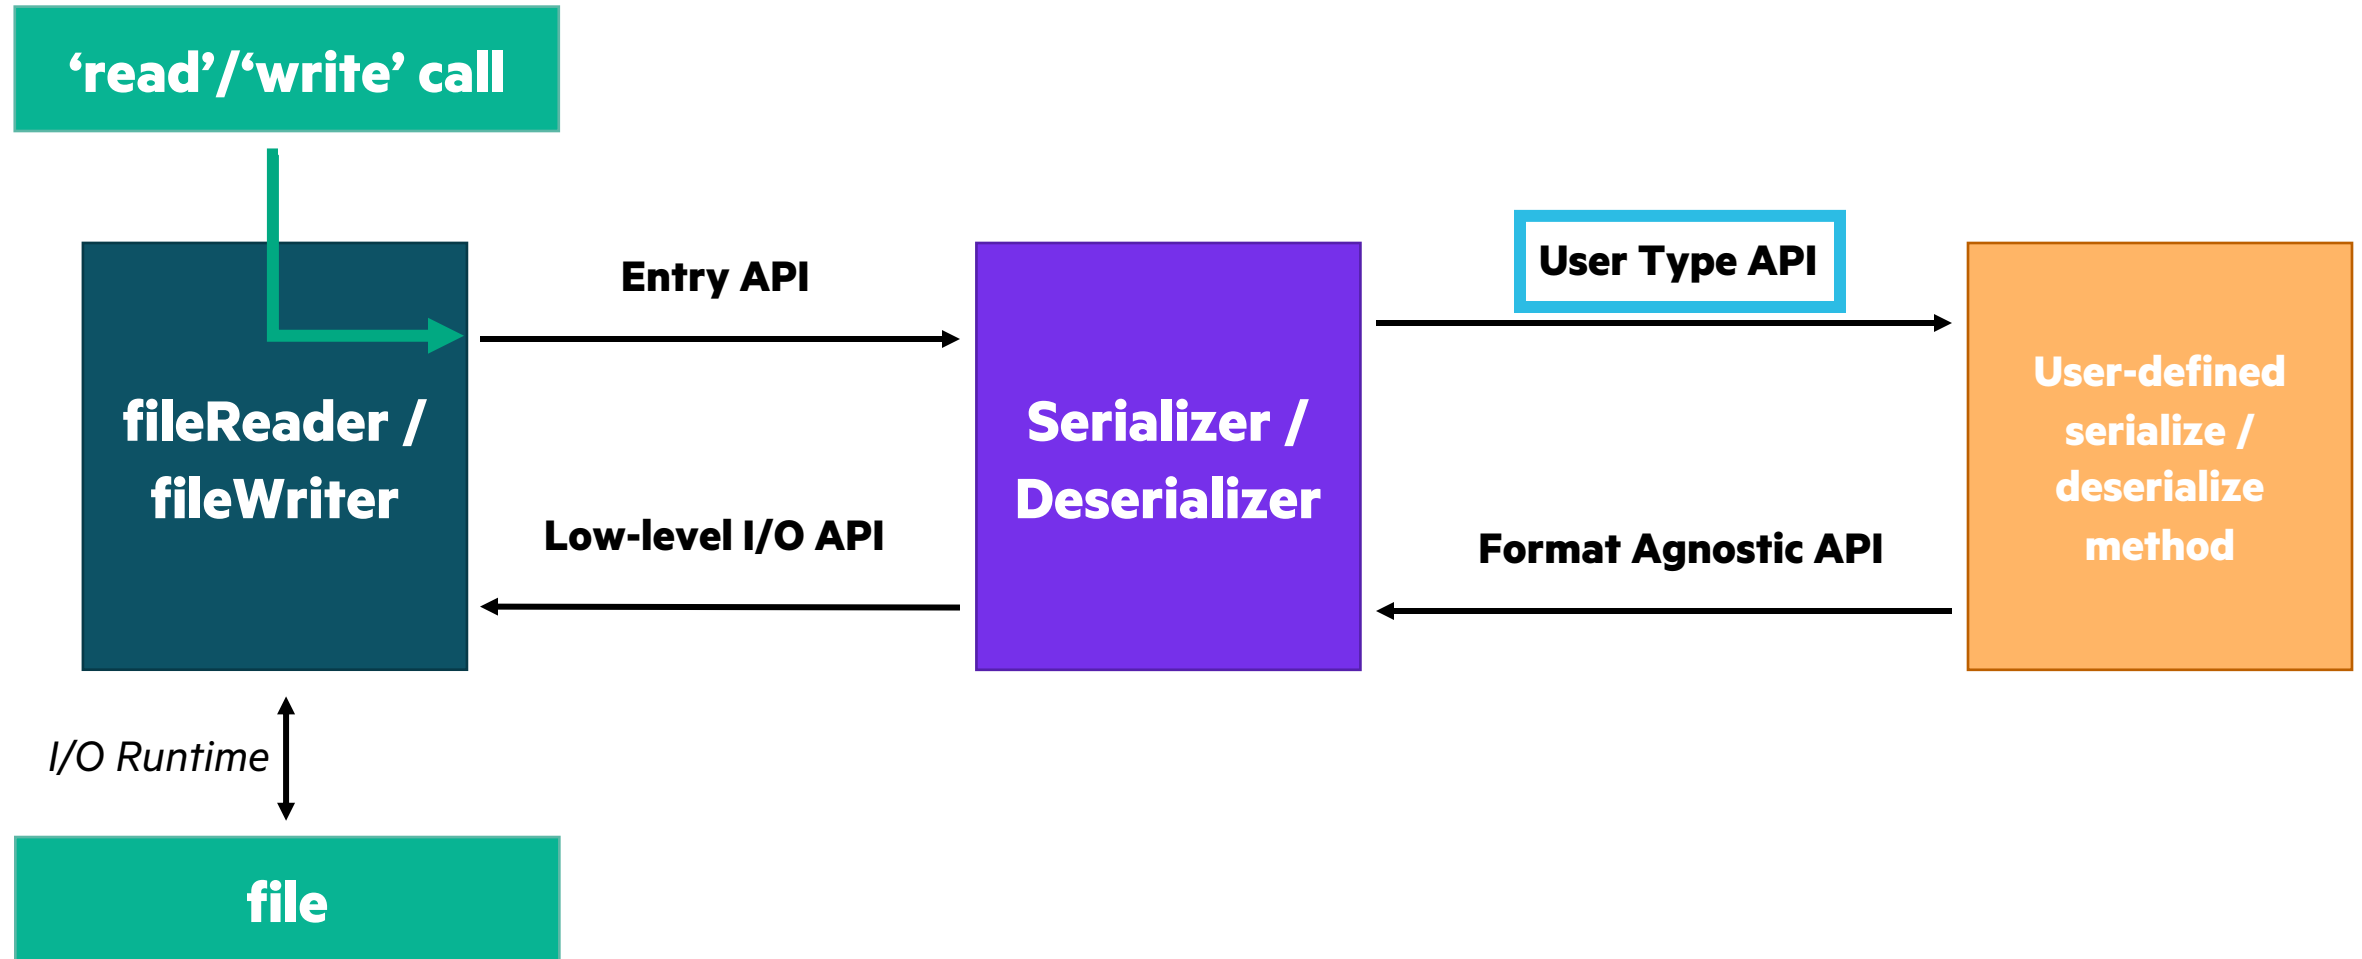 ‘read’/‘write’ call
Entry API
User Type API
fileReader /
fileWriter
Serializer /
Deserializer
User-defined
serialize /
deserialize
method
Low-level I/O API
Format Agnostic API
I/O Runtime
file